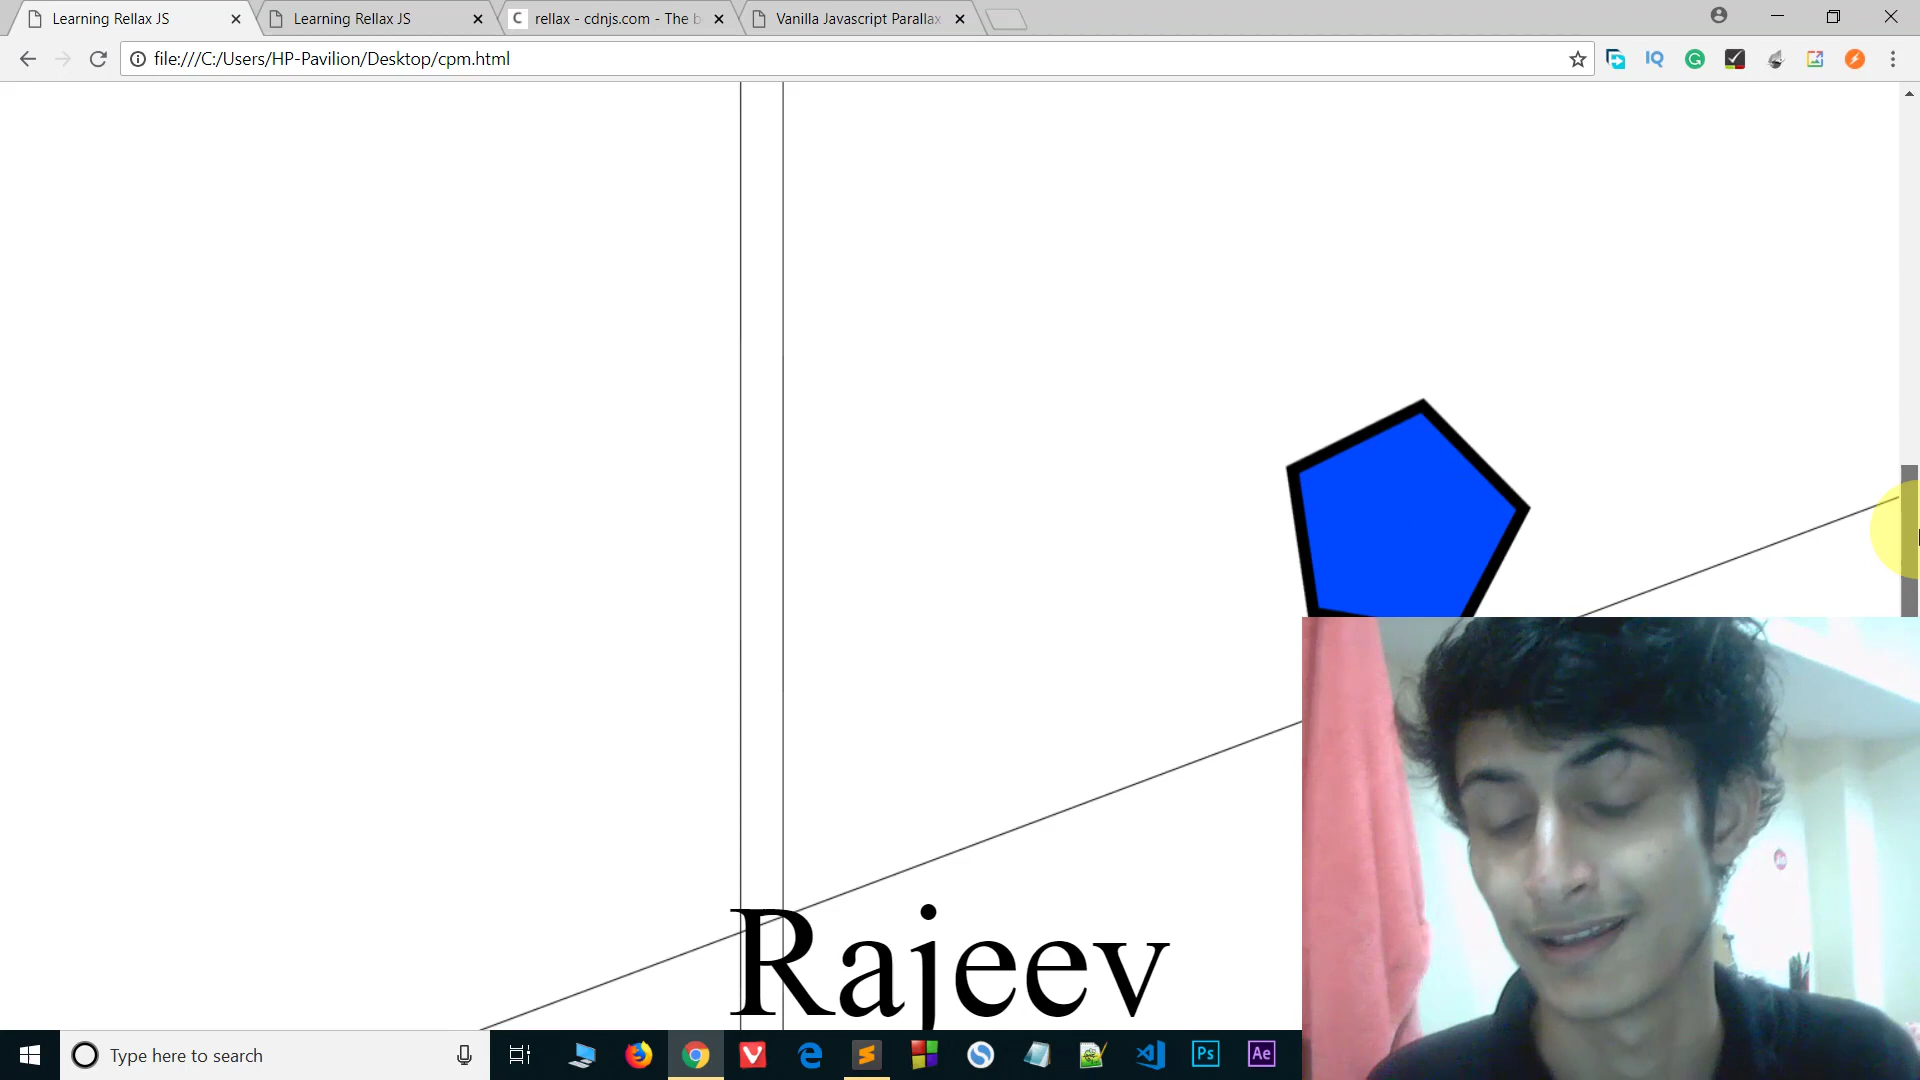 Learning Rellax JS
Learning Rellax JS
C rellax - cdnjs.com - The b
Vanilla Javascript Parallax
file:///C:/Users/HP-Pavilion/Desktop/cpm.html
IQ
G
Rajeev
Type here to search
Ps
Ae